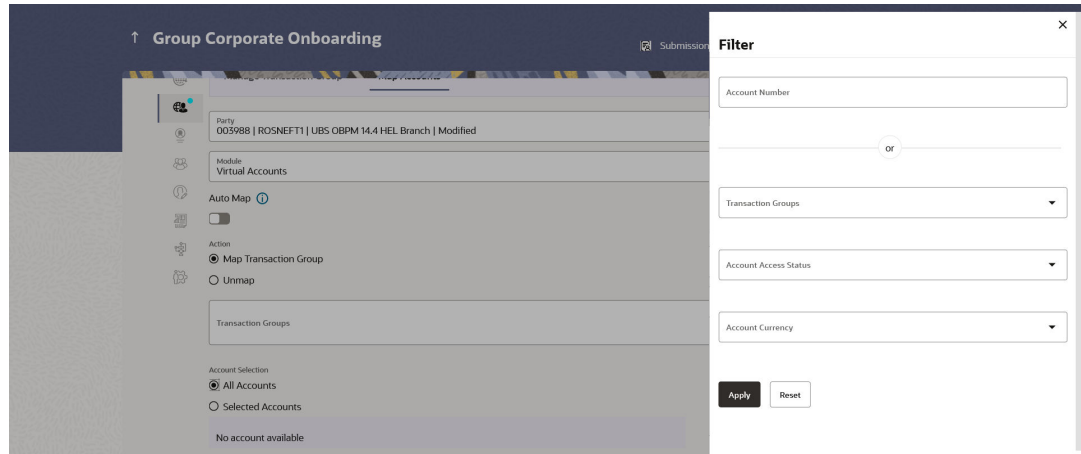 Group Corporate Onboarding
Submission
Map Accounts
Party
003988 | ROSNEFT1 | UBS OBPM 14.4 HEL Branch | Modified
Module
Virtual Accounts
Auto Map
Action
Map Transaction Group
Unmap
Transaction Groups
Account Selection
All Accounts
Selected Accounts
No account available
Filter
Account Number
or
Transaction Groups
Account Access Status
Account Currency
Apply Reset